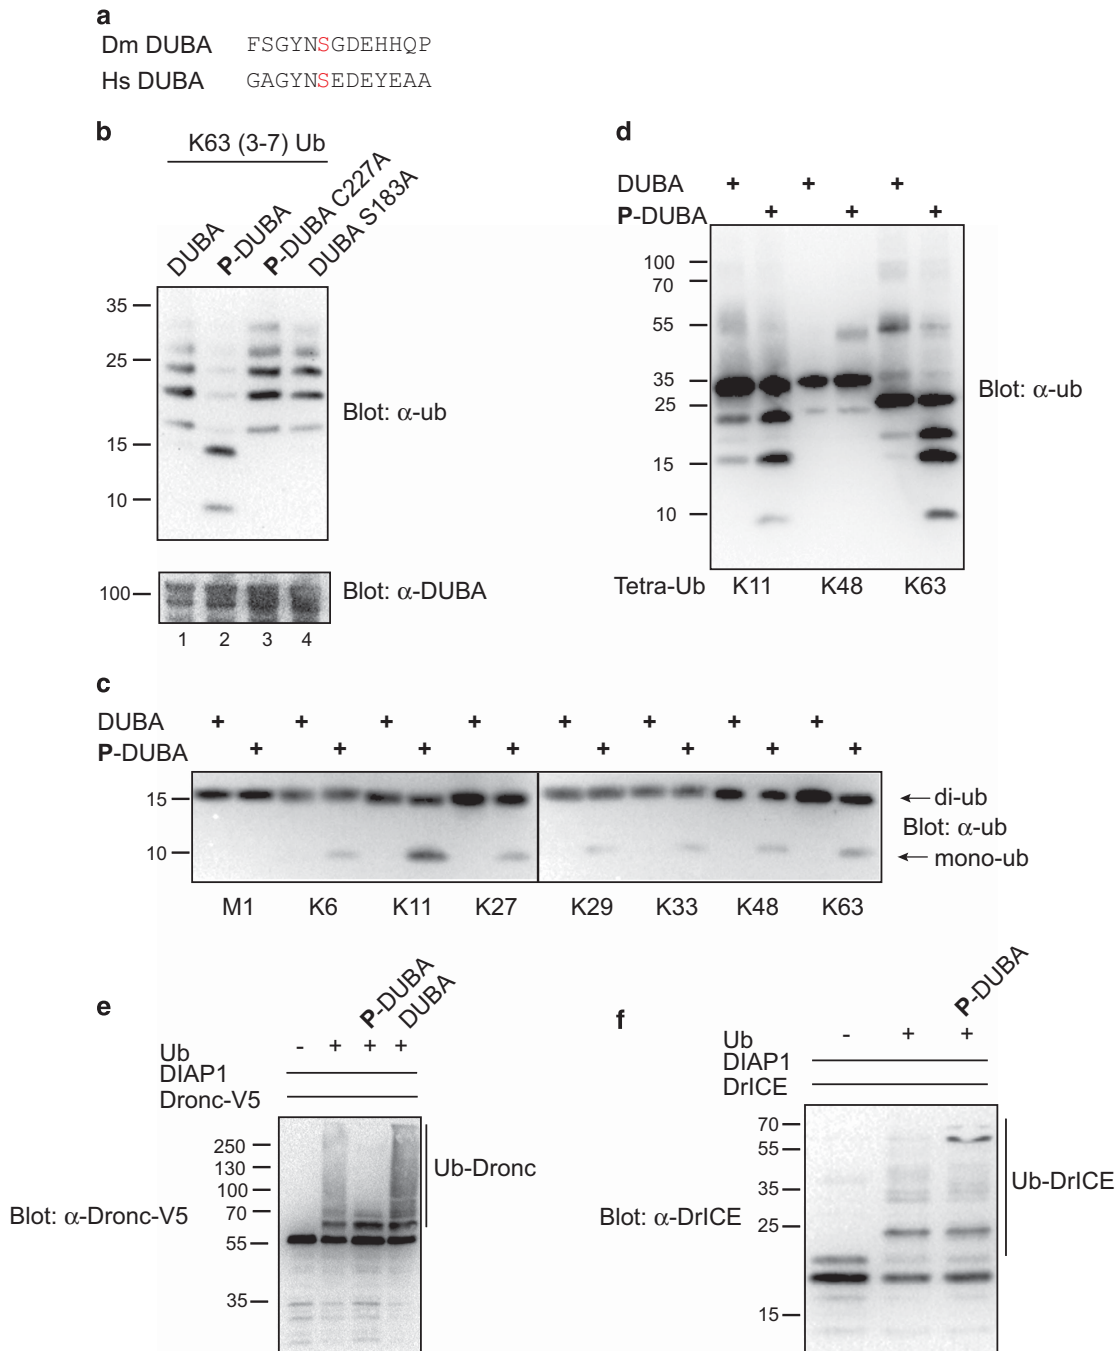 a
Dm DUBA FSGYNSGDEHHQP
Hs DUBA GAGYNSEDEYEAA
b
K63 (3-7) Ub
DUBA
P-DUBA
P-DUBA C227A
DUBA S183A
35
25
15
10
Blot: α-ub
100
Blot: α-DUBA
1 2 3 4
d
DUBA + + +
P-DUBA + + +
100
70
55
35
25
15
10
Blot: α-ub
Tetra-Ub K11 K48 K63
c
DUBA + + + + + + + +
P-DUBA + + + + + + + +
15
10
di-ub
Blot: α-ub
mono-ub
M1 K6 K11 K27 K29 K33 K48 K63
e
P-DUBA
DUBA
Ub - + + +
DIAP1
Dronc-V5
250
130
100
70
55
35
Ub-Dronc
Blot: α-Dronc-V5
f
P-DUBA
Ub - + +
DIAP1
DrICE
70
55
35
25
15
Ub-DrICE
Blot: α-DrICE